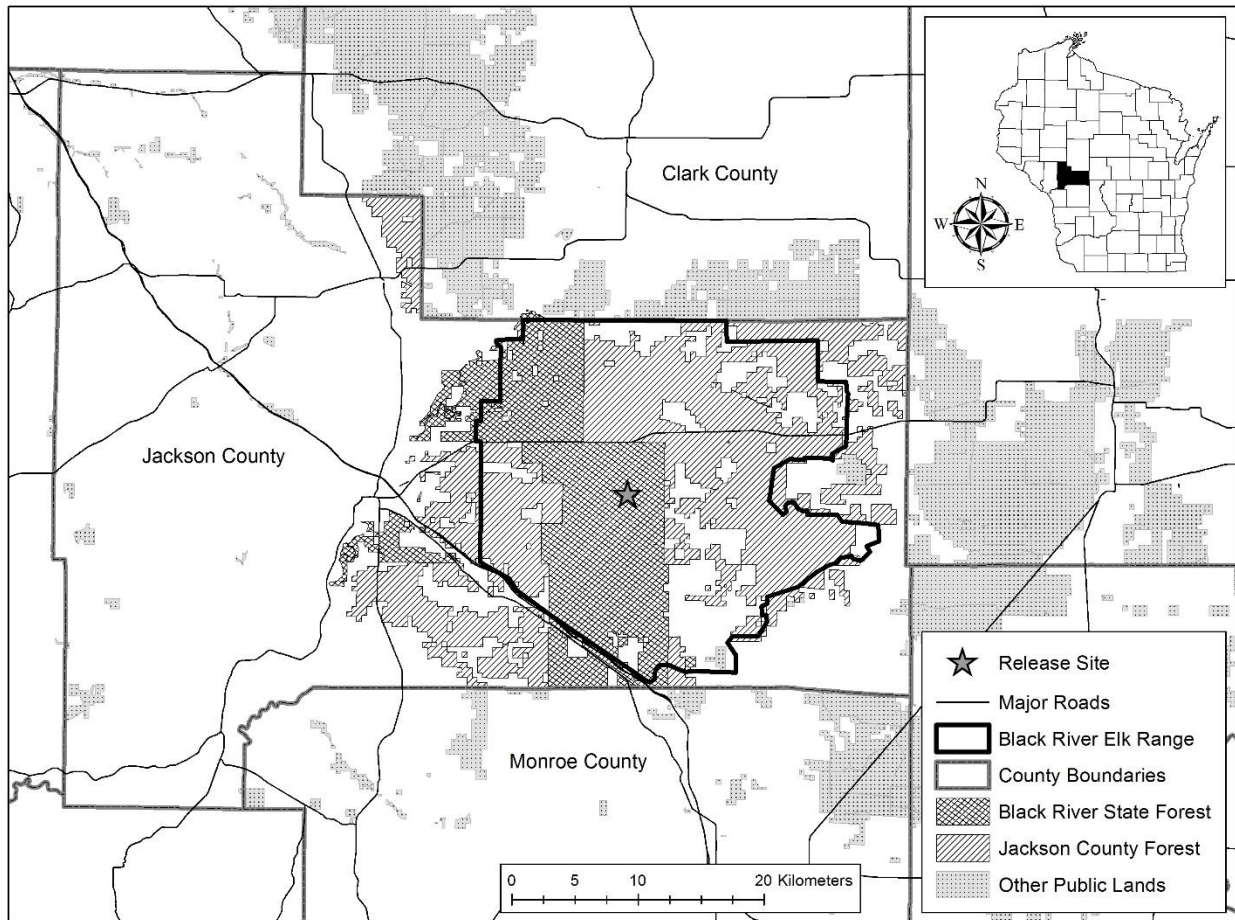 Clark County
N
W E
S
Jackson County
Monroe County
Release Site
Major Roads
Black River Elk Range
County Boundaries
Black River State Forest
Jackson County Forest
Other Public Lands
0 5 10 20 Kilometers